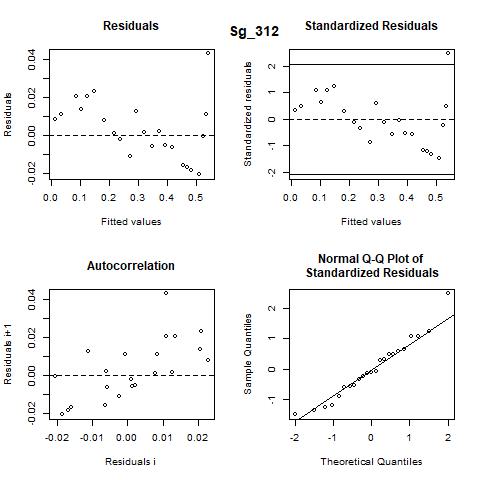 Sg_312
Residuals
Residuals
-0.02 0.00 0.02 0.04
0.0 0.1 0.2 0.3 0.4 0.5
Fitted values
Standardized Residuals
Standardized residuals
-2 -1 0 1 2
0.0 0.1 0.2 0.3 0.4 0.5
Fitted values
Autocorrelation
Residuals i+1
-0.02 0.00 0.02 0.04
-0.02 -0.01 0.00 0.01 0.02
Residuals i
Normal Q-Q Plot of
Standardized Residuals
Sample Quantiles
-1 0 1 2
-2 -1 0 1 2
Theoretical Quantiles